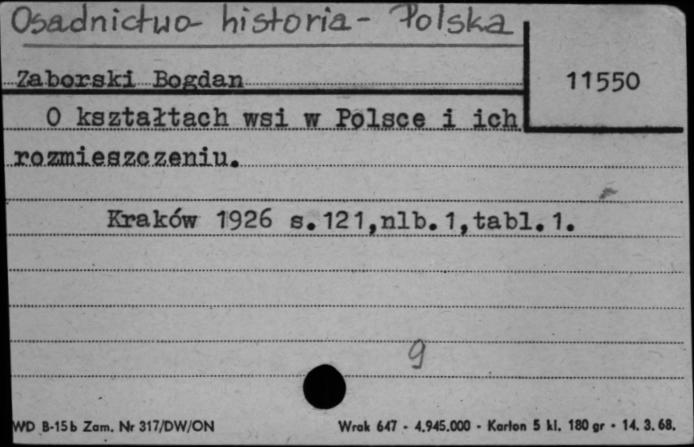 Osadnictwo- historia- Polska
Zaborski Bogdan
11550
O kształtach wsi w Polsce i ich
rozmieszczeniu.
Kraków 1926 s.121,nlb.1,tabl.1.
9
WD B-15b Zam. Nr 317/DW/ON
Wrak 647 - 4.945.000 - Karton 5 kl. 180 gr - 14. 3. 68.